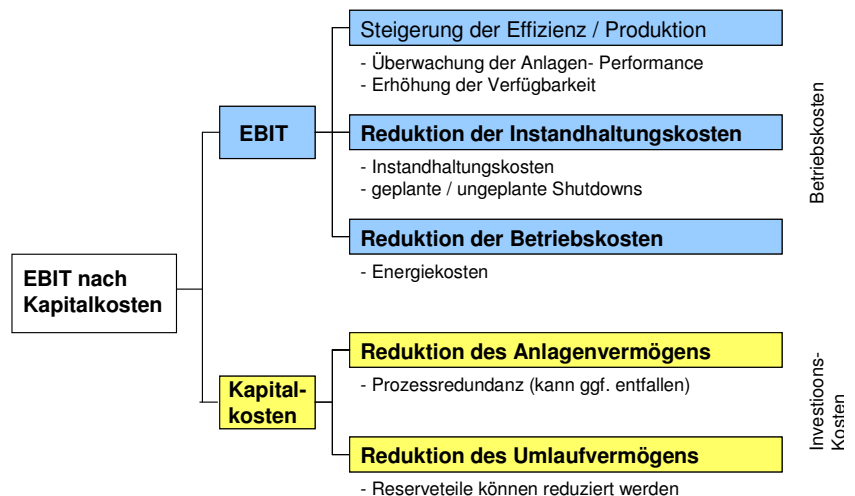 Steigerung der Effizienz / Produktion
- Überwachung der Anlagen- Performance
- Erhöhung der Verfügbarkeit
EBIT
Reduktion der Instandhaltungskosten
- Instandhaltungskosten
- geplante / ungeplante Shutdowns
Betriebskosten
Reduktion der Betriebskosten
- Energiekosten
EBIT nach
Kapitalkosten
Reduktion des Anlagenvermögens
- Prozessredundanz (kann ggf. entfallen)
Kapital-
kosten
Investioons-
Kosten
Reduktion des Umlaufvermögens
- Reserveteile können reduziert werden